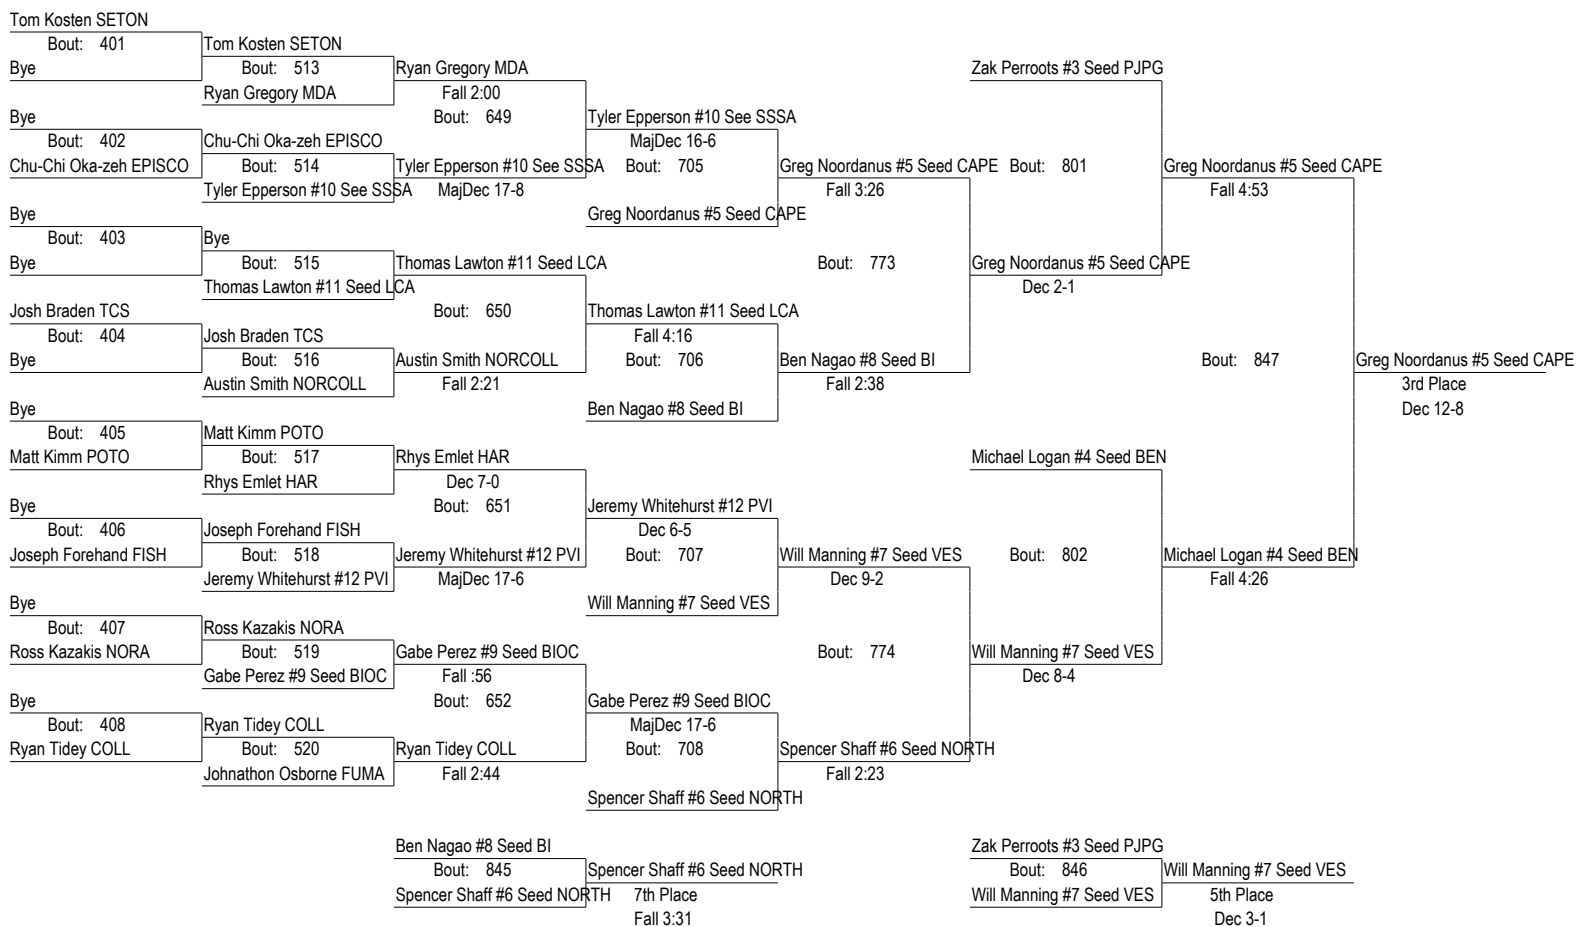 Tom Kosten SETON
Bout: 401 Tom Kosten SETON
Bye Bout: 513 Ryan Gregory MDA Zak Perroots #3 Seed PJPG
Ryan Gregory MDA Fall 2:00
Bye Bout: 649 Tyler Epperson #10 See SSSA
Bout: 402 Chu-Chi Oka-zeh EPISCO MajDec 16-6
Chu-Chi Oka-zeh EPISCO Bout: 514 Tyler Epperson #10 See SSSA Bout: 705 Greg Noordanus #5 Seed CAPE Bout: 801 Greg Noordanus #5 Seed CAPE
Tyler Epperson #10 See SSSA MajDec 17-8 Fall 3:26 Fall 4:53
Bye Greg Noordanus #5 Seed CAPE
Bout: 403 Bye
Bye Bout: 515 Thomas Lawton #11 Seed LCA Bout: 773 Greg Noordanus #5 Seed CAPE
Thomas Lawton #11 Seed LCA Dec 2-1
Josh Braden TCS Bout: 650 Thomas Lawton #11 Seed LCA
Bout: 404 Josh Braden TCS Fall 4:16
Bye Bout: 516 Austin Smith NORCOLL Bout: 706 Ben Nagao #8 Seed BI Bout: 847 Greg Noordanus #5 Seed CAPE
Austin Smith NORCOLL Fall 2:21 Fall 2:38 3rd Place
Bye Ben Nagao #8 Seed BI Dec 12-8
Bout: 405 Matt Kimm POTO
Matt Kimm POTO Bout: 517 Rhys Emlet HAR Michael Logan #4 Seed BEN
Rhys Emlet HAR Dec 7-0
Bye Bout: 651 Jeremy Whitehurst #12 PVI
Bout: 406 Joseph Forehand FISH Dec 6-5
Joseph Forehand FISH Bout: 518 Jeremy Whitehurst #12 PVI Bout: 707 Will Manning #7 Seed VES Bout: 802 Michael Logan #4 Seed BEN
Jeremy Whitehurst #12 PVI MajDec 17-6 Dec 9-2 Fall 4:26
Bye Will Manning #7 Seed VES
Bout: 407 Ross Kazakis NORA
Ross Kazakis NORA Bout: 519 Gabe Perez #9 Seed BIOC Bout: 774 Will Manning #7 Seed VES
Gabe Perez #9 Seed BIOC Fall :56 Dec 8-4
Bye Bout: 652 Gabe Perez #9 Seed BIOC
Bout: 408 Ryan Tidey COLL MajDec 17-6
Ryan Tidey COLL Bout: 520 Ryan Tidey COLL Bout: 708 Spencer Shaff #6 Seed NORTH
Johnathon Osborne FUMA Fall 2:44 Fall 2:23
Spencer Shaff #6 Seed NORTH
Ben Nagao #8 Seed BI Zak Perroots #3 Seed PJPG
Bout: 845 Spencer Shaff #6 Seed NORTH Bout: 846 Will Manning #7 Seed VES
Spencer Shaff #6 Seed NORTH 7th Place Will Manning #7 Seed VES 5th Place
Fall 3:31 Dec 3-1